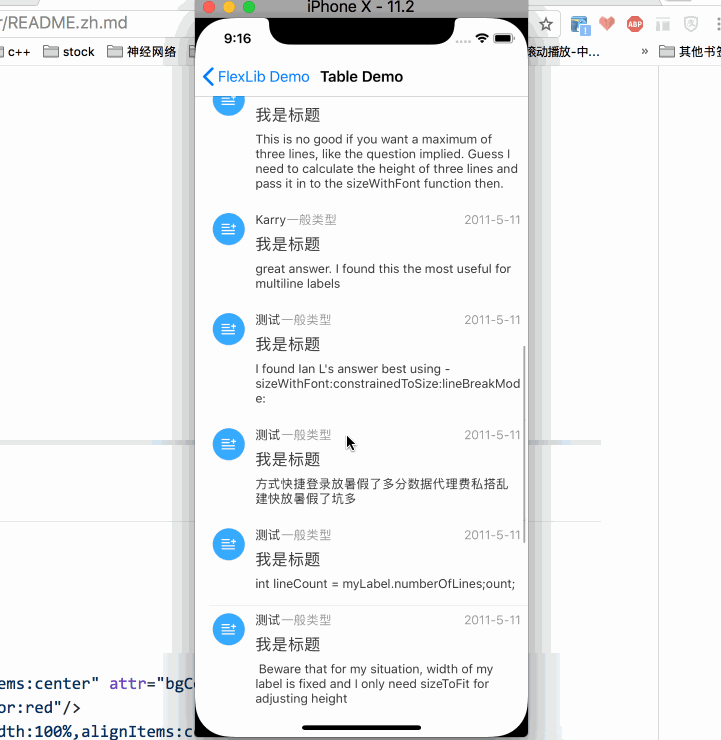 iPhone X - 11.2
r/README.zh.md
9:16
c++
stock
神经网络
滚动播放-中...
»
其他书签
ABP
FlexLib Demo
Table Demo
我是标题
This is no good if you want a maximum of
three lines, like the question implied. Guess I
need to calculate the height of three lines and
pass it in to the sizeWithFont function then.
Karry一般类型 2011-5-11
我是标题
great answer. I found this the most useful for
multiline labels
测试一般类型 2011-5-11
我是标题
I found Ian L's answer best using -
sizeWithFont:constrainedToSize:lineBreakMod
e:
测试一般类型 2011-5-11
我是标题
方式快捷登录放暑假了多分数据代理费私搭乱
建快放暑假了坑多
测试一般类型 2011-5-11
我是标题
int lineCount = myLabel.numberOfLines;ount;
测试一般类型 2011-5-11
我是标题
Beware that for my situation, width of my
label is fixed and I only need sizeToFit for
adjusting height
ems:center" attr="bgCo
or:red"/>
dth:100%,alignItems:c